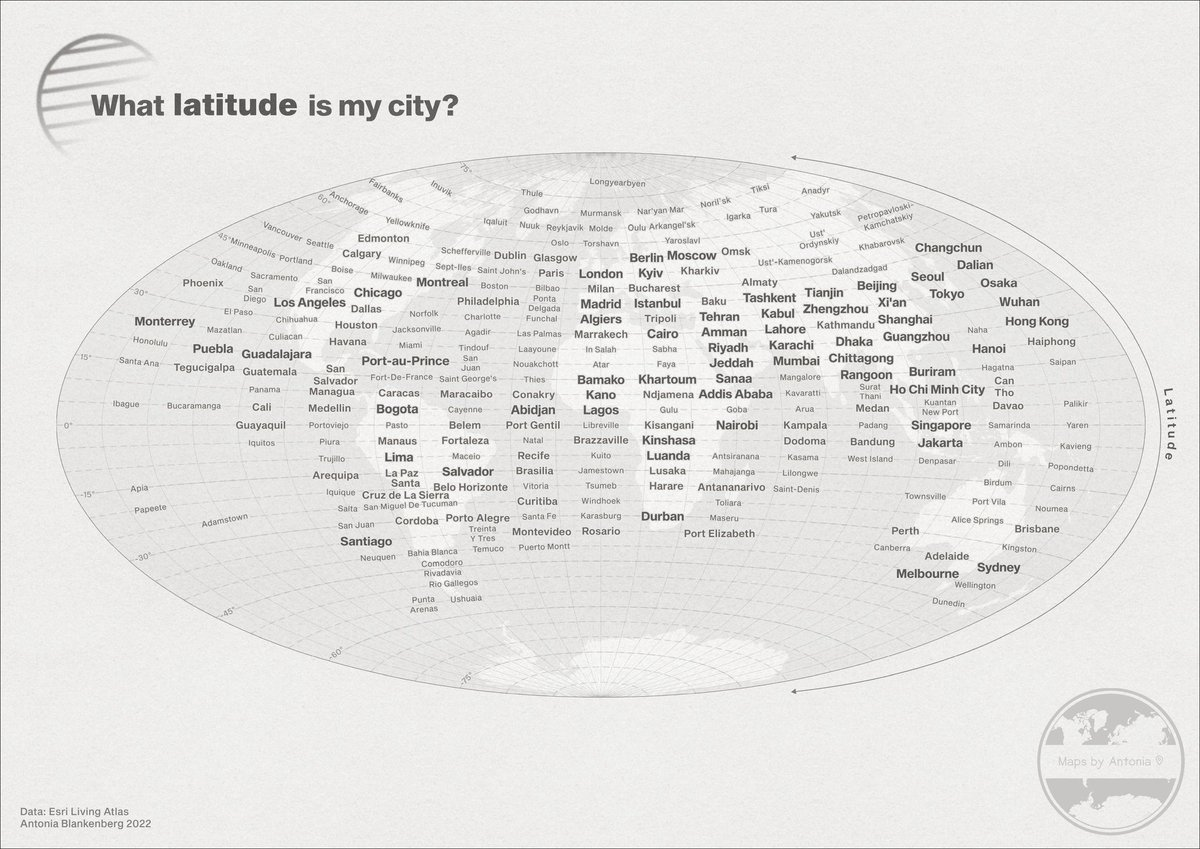 What latitude is my city?
-75°
Longyearbyen
Fairbanks
Inuvik
Thule
Tiksi
Anadyr
60°
Anchorage
Godhavn
Murmansk
Nar'yan Mar
Noril'sk
Igarka
Tura
Yakutsk
Petropavloski-
Kamchatskiy
Yellowknife
Iqaluit
Nuuk
Reykjavik
Molde
Oulu
Arkangel'sk
Vancouver
Seattle
Edmonton
Oslo
Torshavn
Yaroslavl
Ust'
Ordynskiy
Khabarovsk
45°
Minneapolis
Portland
Calgary
Winnipeg
Schefferville
Dublin
Glasgow
Berlin
Moscow
Omsk
Ust'-Kamenogorsk
Changchun
Oakland
Sacramento
Boise
Milwaukee
Sept-Iles
Saint John's
Paris
London
Kyiv
Kharkiv
Almaty
Dalandzadgad
Dalian
Phoenix
San
Diego
San
Francisco
Chicago
Montreal
Boston
Bilbao
Milan
Bucharest
Baku
Tashkent
Tianjin
Beijing
Seoul
Osaka
30°
El Paso
Los Angeles
Dallas
Philadelphia
Ponta
Delgada
Madrid
Istanbul
Tehran
Kabul
Zhengzhou
Xi'an
Tokyo
Wuhan
Monterrey
Mazatlan
Chihuahua
Houston
Norfolk
Charlotte
Funchal
Algiers
Tripoli
Amman
Lahore
Kathmandu
Shanghai
Naha
Hong Kong
Honolulu
Puebla
Culiacan
Havana
Jacksonville
Agadir
Las Palmas
Marrakech
Cairo
Riyadh
Karachi
Dhaka
Guangzhou
Hanoi
Haiphong
15°
Santa Ana
Tegucigalpa
Guadalajara
Guatemala
Miami
Port-au-Prince
Tindouf
San
Juan
Laayoune
Nouakchott
In Salah
Atar
Sabha
Faya
Jeddah
Mumbai
Chittagong
Rangoon
Buriram
Hagatna
Saipan
Panama
San
Salvador
Managua
Fort-De-France
Saint George's
Thies
Bamako
Khartoum
Sanaa
Mangalore
Surat
Thani
Ho Chi Minh City
Can
Tho
Ibague
Bucaramanga
Cali
Medellin
Caracas
Maracaibo
Conakry
Kano
Ndjamena
Addis Ababa
Kavaratti
Medan
Kuantan
New Port
Davao
Palikir
Bogota
Cayenne
Abidjan
Lagos
Gulu
Goba
Arua
0°
Guayaquil
Portoviejo
Pasto
Belem
Port Gentil
Libreville
Kisangani
Nairobi
Kampala
Padang
Singapore
Samarinda
Yaren
Iquitos
Piura
Manaus
Fortaleza
Natal
Brazzaville
Kinshasa
Dodoma
Bandung
Jakarta
Ambon
Kavieng
Trujillo
Lima
Maceio
Recife
Kuito
Luanda
Antsiranana
Kasama
West Island
Denpasar
Dili
Popondetta
Arequipa
La Paz
Salvador
Brasilia
Jamestown
Lusaka
Mahajanga
Lilongwe
Birdum
Cairns
-15°
Apia
Iquique
Santa
Cruz de La Sierra
Belo Horizonte
Vitoria
Tsumeb
Harare
Antananarivo
Saint-Denis
Townsville
Port Vila
Noumea
Papeete
Adamstown
Salta
San Miguel De Tucuman
Curitiba
Windhoek
Toliara
Alice Springs
San Juan
Cordoba
Porto Alegre
Santa Fe
Karasburg
Durban
Maseru
Perth
Brisbane
-30°
Santiago
Treinta
Y Tres
Montevideo
Rosario
Port Elizabeth
Canberra
Kingston
Neuquen
Bahia Blanca
Temuco
Puerto Montt
Adelaide
Comodoro
Rivadavia
Melbourne
Sydney
Rio Gallegos
Wellington
Punta
Arenas
Ushuaia
Dunedin
-45°
-60°
-75°
Latitude
Maps by Antonia
Data: Esri Living Atlas
Antonia Blankenberg 2022